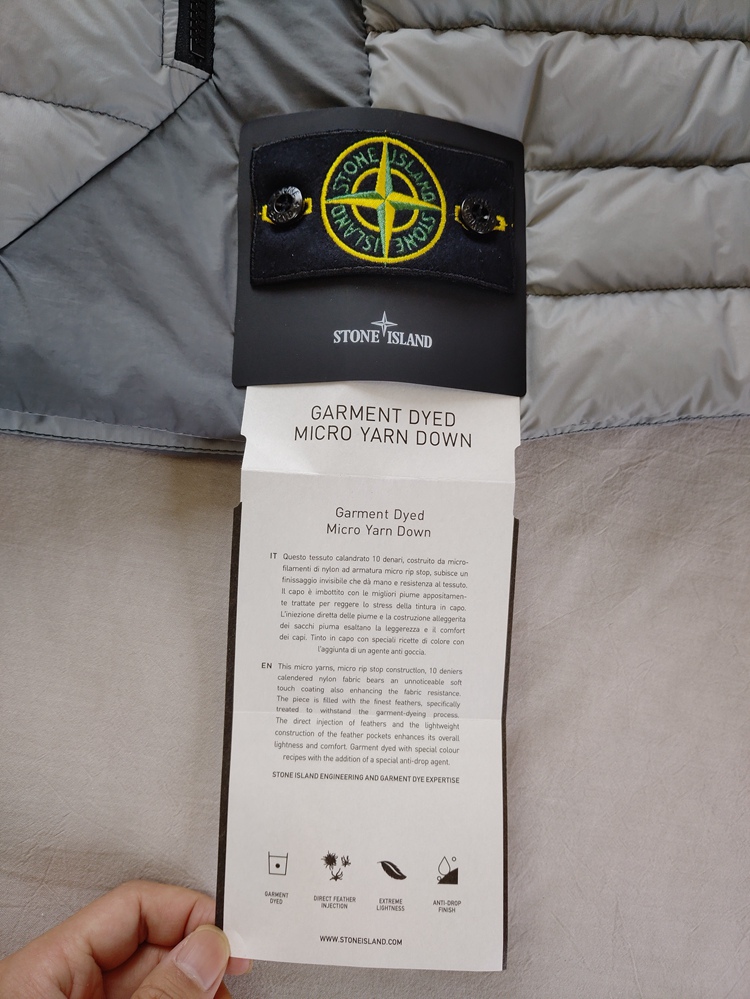 STONE ISLAND
STONE ISLAND
STONE ISLAND
GARMENT DYED
MICRO YARN DOWN
Garment Dyed
Micro Yarn Down
IT Questo tessuto calandrato 10 denari, costruito da micro-
filamenti di nylon ad armatura micro rip stop, subisce un
finissaggio invisibile che dà mano e resistenza al tessuto.
Il capo è imbottito con le migliori piume appositamen-
te trattate per reggere lo stress della tintura in capo.
L'iniezione diretta delle piume e la costruzione alleggerita
dei sacchi piuma esaltano la leggerezza e il comfort
dei capi. Tinto in capo con speciali ricette di colore con
l'aggiunta di un agente anti goccia.
EN This micro yarns, micro rip stop construction, 10 deniers
calendered nylon fabric bears an unnoticeable soft
touch coating also enhancing the fabric resistance.
The piece is filled with the finest feathers, specifically
treated to withstand the garment-dyeing process.
The direct injection of feathers and the lightweight
construction of the feather pockets enhances its overall
lightness and comfort. Garment dyed with special colour
recipes with the addition of a special anti-drop agent.
STONE ISLAND ENGINEERING AND GARMENT DYE EXPERTISE
GARMENT
DYED
DIRECT FEATHER
INJECTION
EXTREME
LIGHTNESS
ANTI-DROP
FINISH
WWW.STONEISLAND.COM